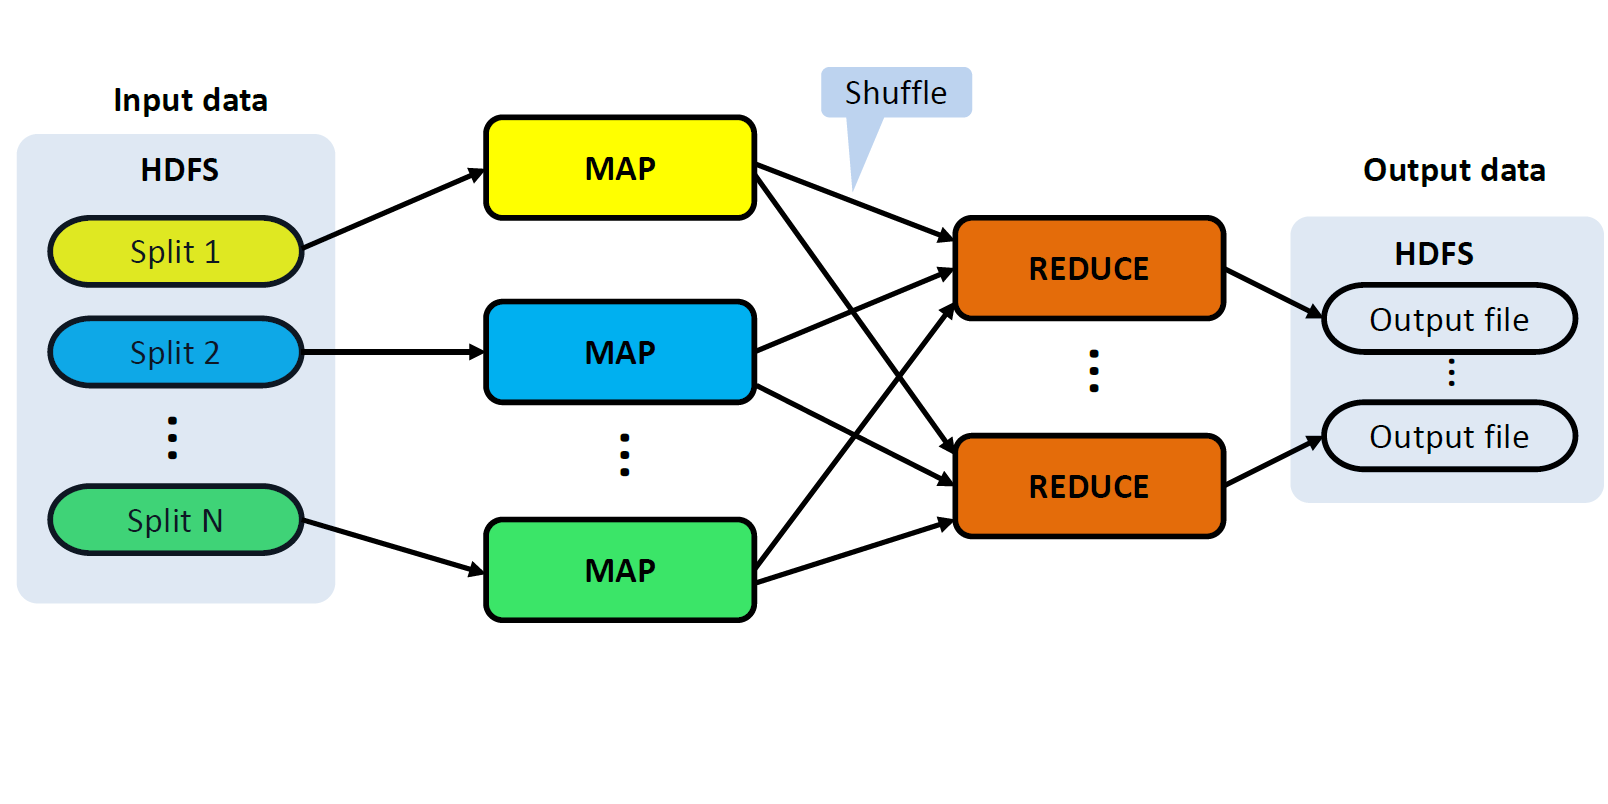 Input data
HDFS
Split 1
Split 2
Split N
MAP
MAP
MAP
Shuffle
REDUCE
REDUCE
Output data
HDFS
Output file
Output file